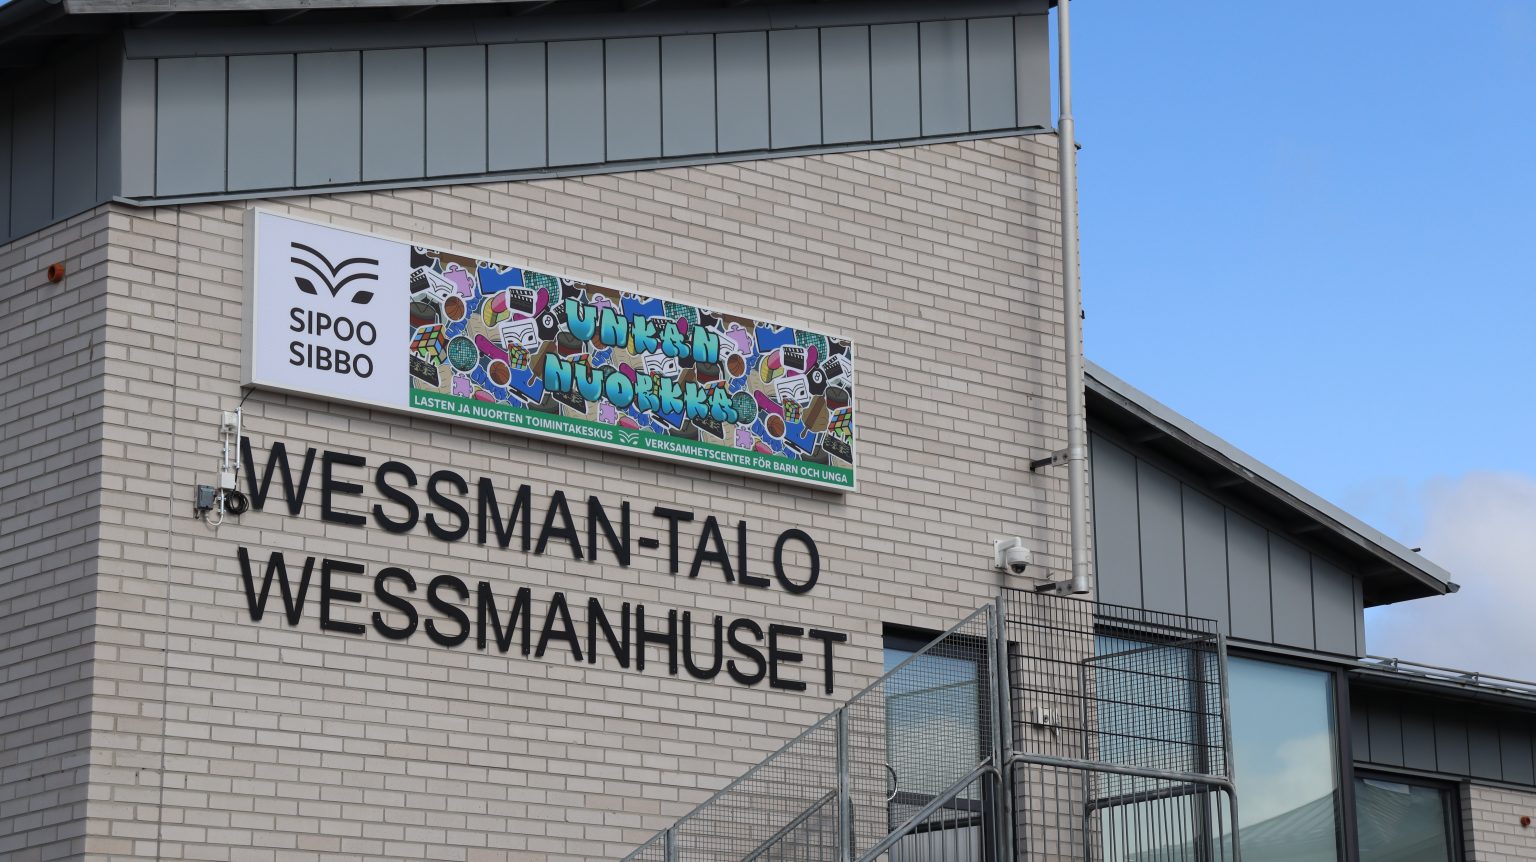 SIPOO
SIBBO
UNKAN
NUORKKA
LASTEN JA NUORTEN TOIMINTAKESKUS VERKSAMHETSCENTER FÖR BARN OCH UNGA
WESSMAN-TALO
WESSMANHUSET